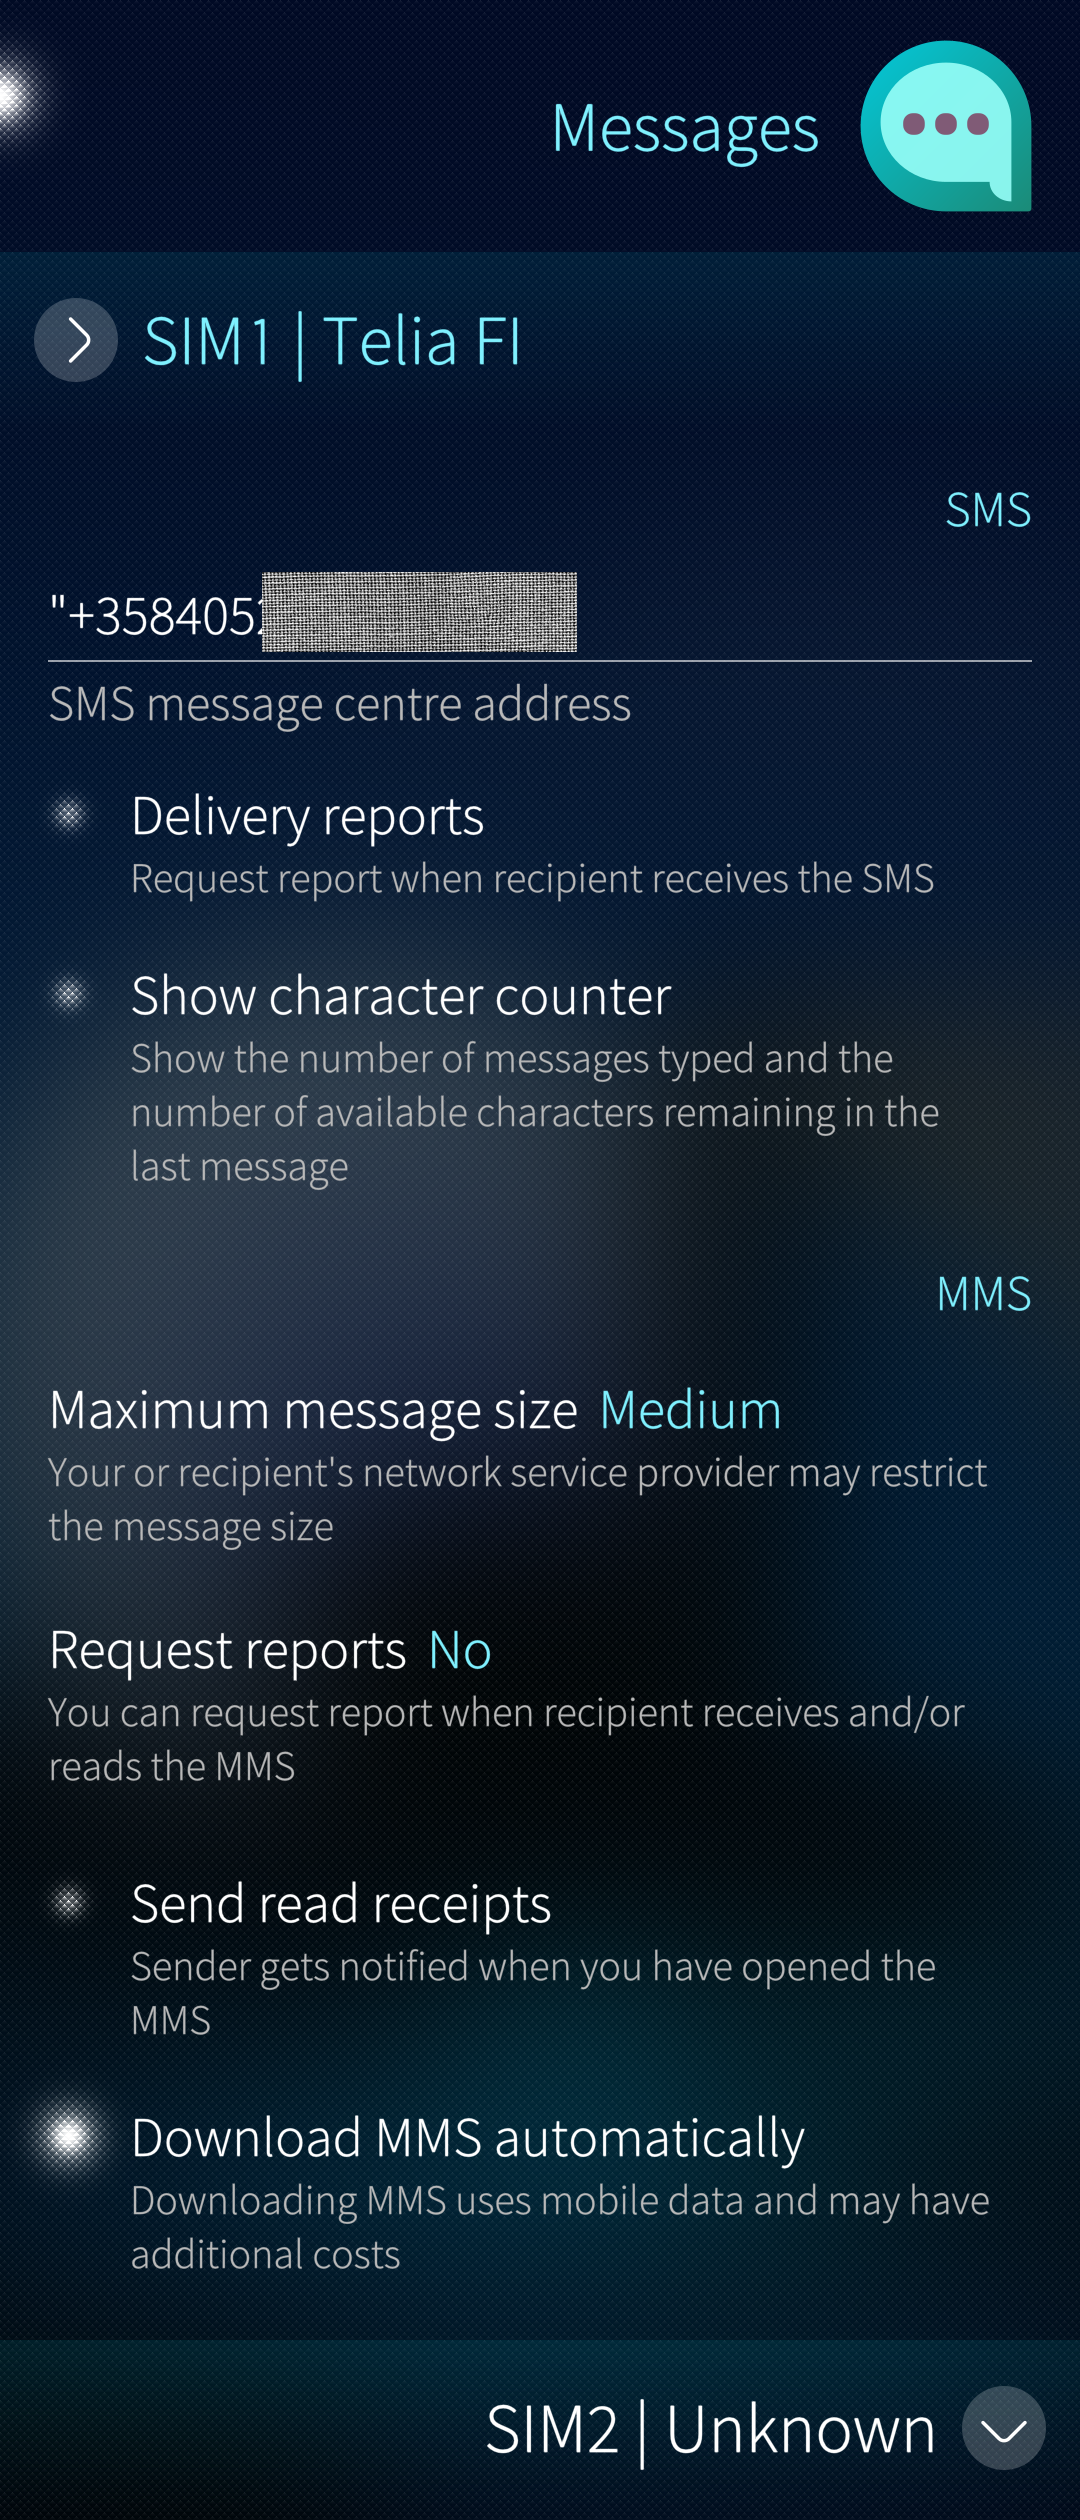 Messages
SIM1 | Telia FI
SMS
"+358405
SMS message centre address
Delivery reports
Request report when recipient receives the SMS
Show character counter
Show the number of messages typed and the
number of available characters remaining in the
last message
MMS
Maximum message size Medium
Your or recipient's network service provider may restrict
the message size
Request reports No
You can request report when recipient receives and/or
reads the MMS
Send read receipts
Sender gets notified when you have opened the
MMS
Download MMS automatically
Downloading MMS uses mobile data and may have
additional costs
SIM2 | Unknown